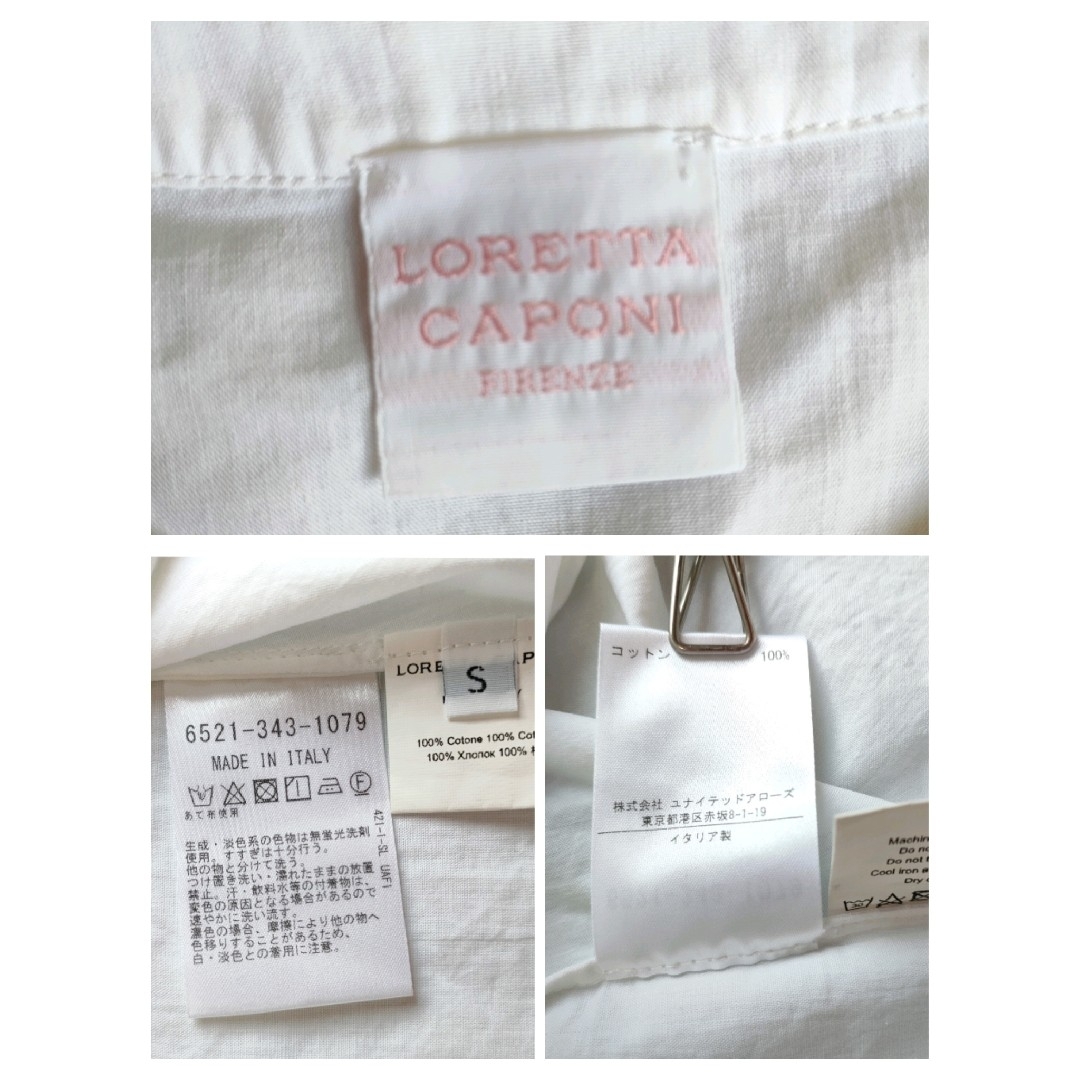 LORETTA
CAPONI
FIRENZE
6521-343-1079
MADE IN ITALY
あて布使用
生成・淡色系の色物は無蛍光洗剤
使用。すすぎは十分行う。
他の物と分けて洗う。
つけ置き洗い・濡れたままの放置
禁止。汗・飲料水等の付着物は、
変色の原因となる場合があるので
速やかに洗い流す。
濃色の場合、摩擦により他の物へ
色移りすることがあるため、
白・淡色との着用に注意。
421-I-SL UAFI
LORE
S
100% Cotone 100%
100% Хлопок 100%
コットン 100%
株式会社 ユナイテッドアローズ
東京都港区赤坂8-1-19
イタリア製
Do not
Cool iron
Dry